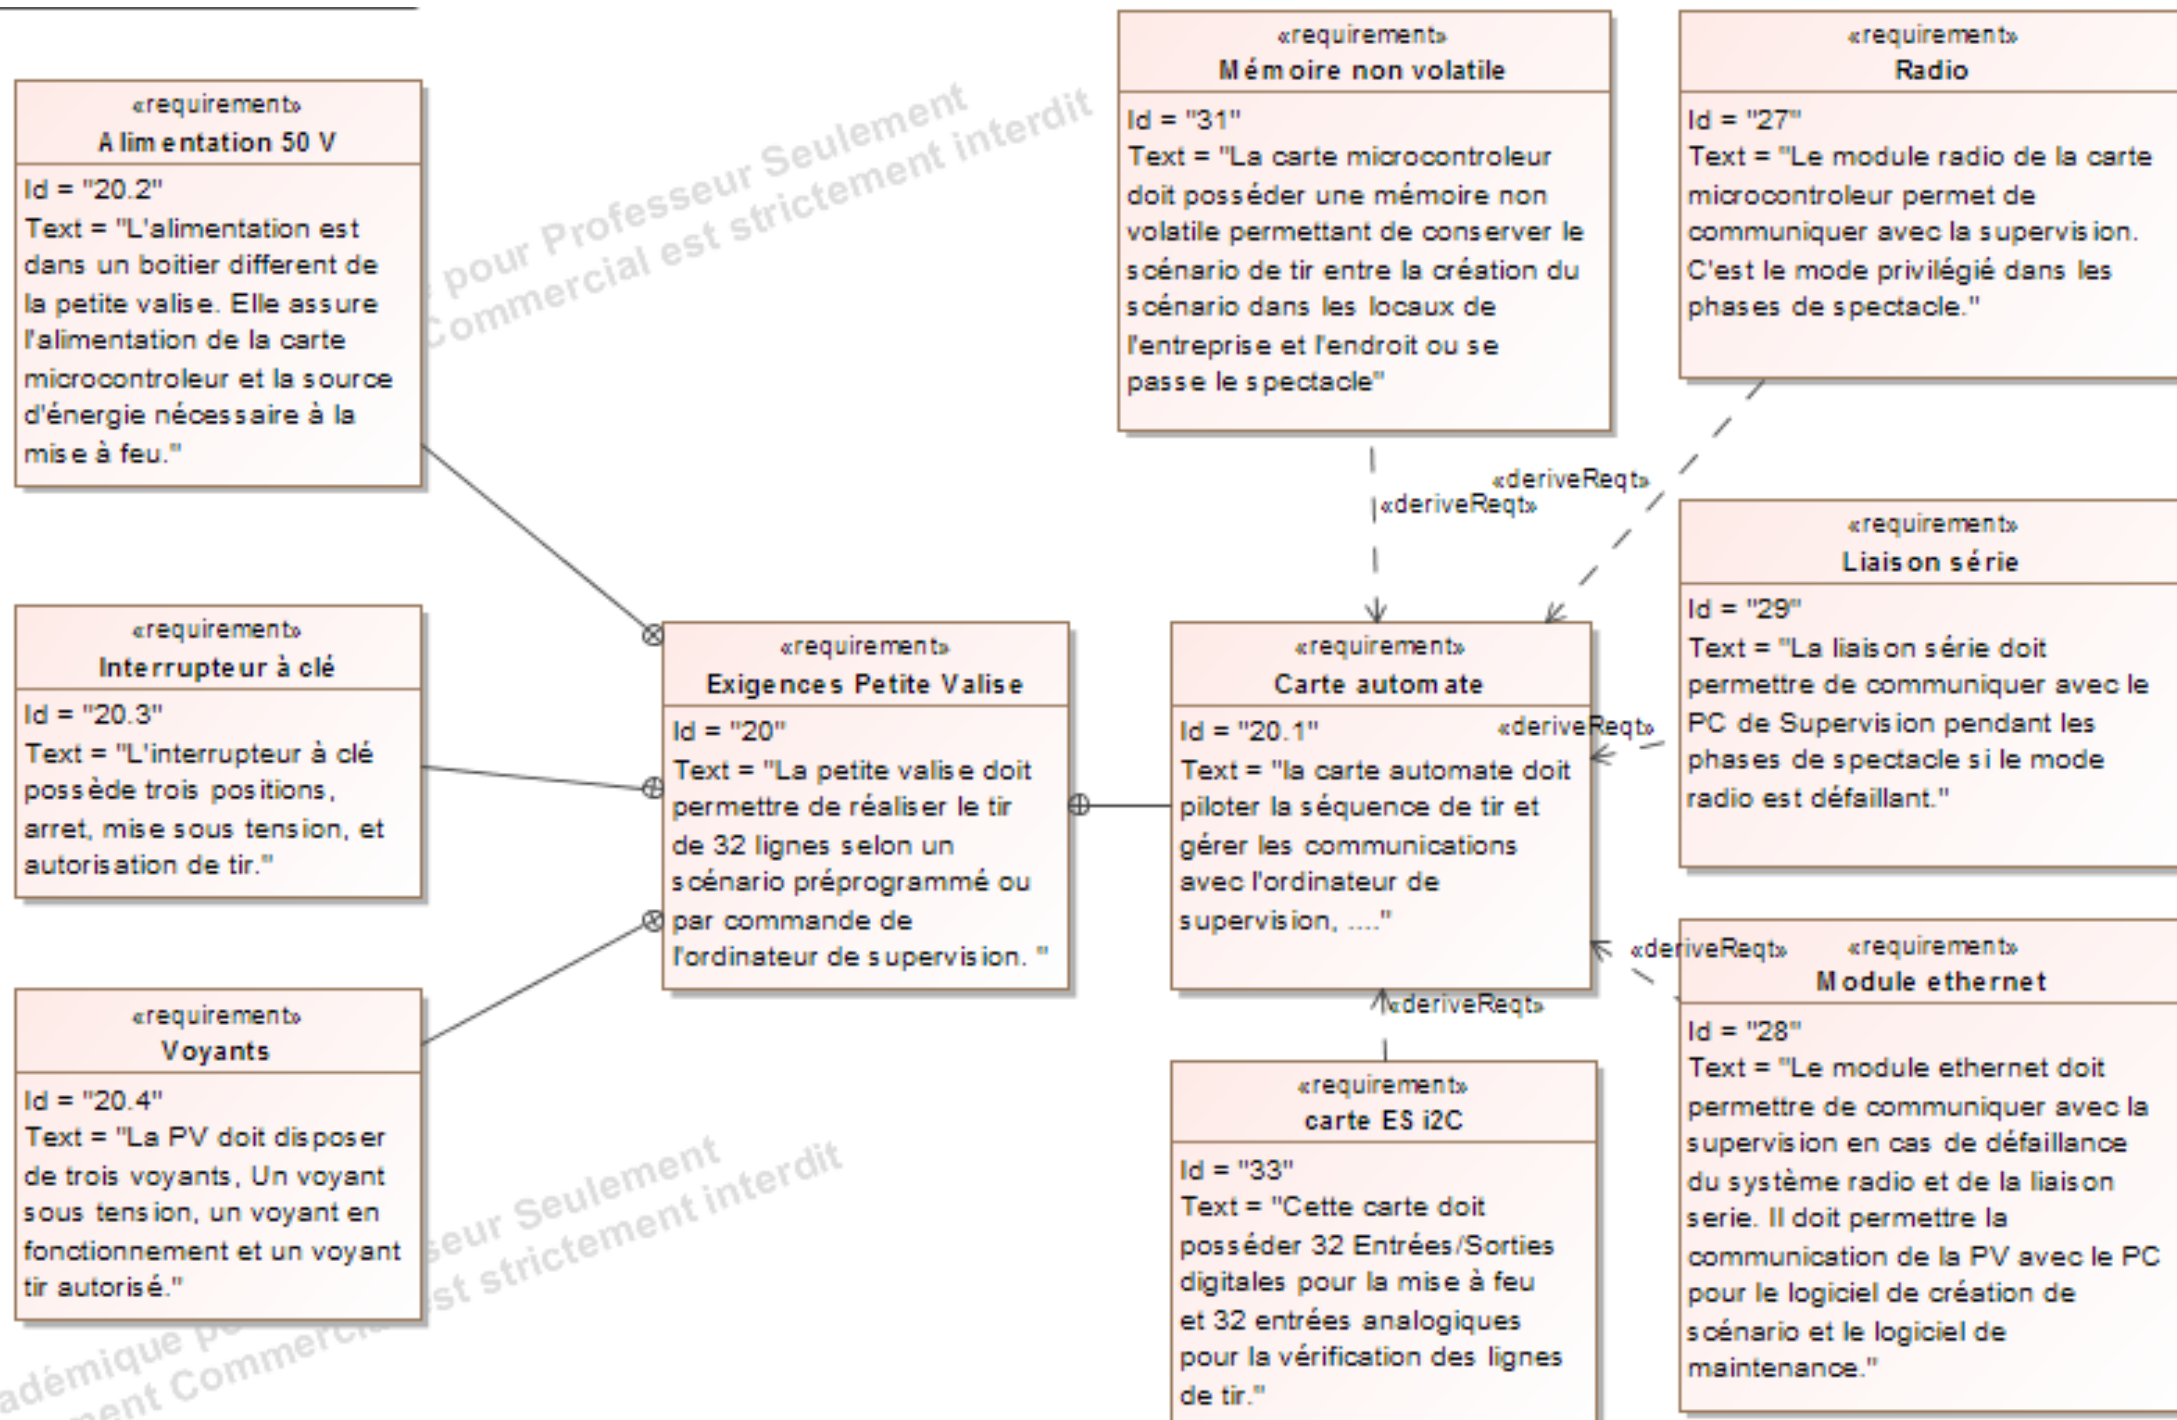 «requirement»
Alimentation 50 V
Id = "20.2"
Text = "L'alimentation est
dans un boitier different de
la petite valise. Elle assure
l'alimentation de la carte
microcontroleur et la source
d'énergie nécessaire à la
mise à feu."
«requirement»
Interrupteur à clé
Id = "20.3"
Text = "L'interrupteur à clé
possède trois positions,
arret, mise sous tension, et
autorisation de tir."
«requirement»
Voyants
Id = "20.4"
Text = "La PV doit disposer
de trois voyants, Un voyant
sous tension, un voyant en
fonctionnement et un voyant
tir autorisé."
«requirement»
Exigences Petite Valise
Id = "20"
Text = "La petite valise doit
permettre de réaliser le tir
de 32 lignes selon un
scénario préprogrammé ou
par commande de
l'ordinateur de supervision. "
«requirement»
Mémoire non volatile
Id = "31"
Text = "La carte microcontroleur
doit posséder une mémoire non
volatile permettant de conserver le
scénario de tir entre la création du
scénario dans les locaux de
l'entreprise et l'endroit ou se
passe le spectacle"
«deriveReqt»
«deriveReqt»
«requirement»
Carte automate
Id = "20.1"
Text = "la carte automate doit
piloter la séquence de tir et
gérer les communications
avec l'ordinateur de
supervision, ...."
«deriveReqt»
«deriveReqt»
«deriveReqt»
«requirement»
carte ES i2C
Id = "33"
Text = "Cette carte doit
posséder 32 Entrées/Sorties
digitales pour la mise à feu
et 32 entrées analogiques
pour la vérification des lignes
de tir."
«requirement»
Radio
Id = "27"
Text = "Le module radio de la carte
microcontroleur permet de
communiquer avec la supervision.
C'est le mode privilégié dans les
phases de spectacle."
«requirement»
Liaison série
Id = "29"
Text = "La liaison série doit
permettre de communiquer avec le
PC de Supervision pendant les
phases de spectacle si le mode
radio est défaillant."
«requirement»
Module ethernet
Id = "28"
Text = "Le module ethernet doit
permettre de communiquer avec la
supervision en cas de défaillance
du système radio et de la liaison
serie. Il doit permettre la
communication de la PV avec le PC
pour le logiciel de création de
scénario et le logiciel de
maintenance."
pour Professeur Seulement
Commercial est strictement interdit
seur Seulement
est strictement interdit
adémique
ment Commercial